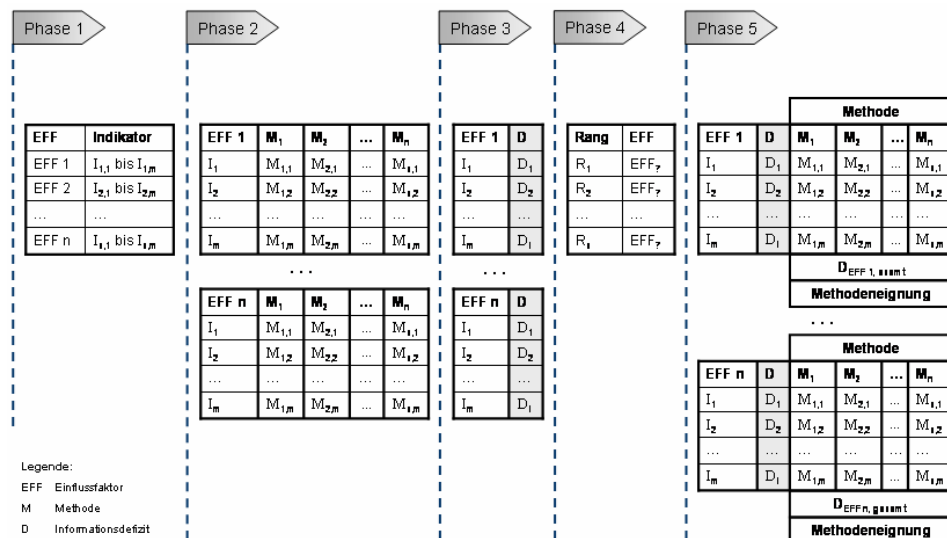 Phase 1
Phase 2
Phase 3
Phase 4
Phase 5
EFF Indikator
EFF 1 I1,1 bis I1,m
EFF 2 I2,1 bis I2,m
... ...
EFF n In,1 bis In,m
EFF 1 M1 M2 ... Mn
I1 M1,1 M2,1 ... Mn,1
I2 M1,2 M2,2 ... Mn,2
... ... ... ... ...
Im M1,m M2,m ... Mn,m
...
EFF n M1 M2 ... Mn
I1 M1,1 M2,1 ... Mn,1
I2 M1,2 M2,2 ... Mn,2
... ... ... ... ...
Im M1,m M2,m ... Mn,m
EFF 1 D
I1 D1
I2 D2
... ...
Im Di
...
EFF n D
I1 D1
I2 D2
... ...
Im Di
Rang EFF
R1 EFF?
R2 EFF?
... ...
Rn EFF?
Methode
EFF 1 D M1 M2 ... Mn
I1 D1 M1,1 M2,1 ... Mn,1
I2 D2 M1,2 M2,2 ... Mn,2
... ... ... ... ... ...
Im Di M1,m M2,m ... Mn,m
DEFF 1, gesamt
Methodeneignung
...
Methode
EFF n D M1 M2 ... Mn
I1 D1 M1,1 M2,1 ... Mn,1
I2 D2 M1,2 M2,2 ... Mn,2
... ... ... ... ...
Im Di M1,m M2,m ... Mn,m
DEFF n, gesamt
Methodeneignung
Legende:
EFF Einflussfaktor
M Methode
D Informationsdefizit